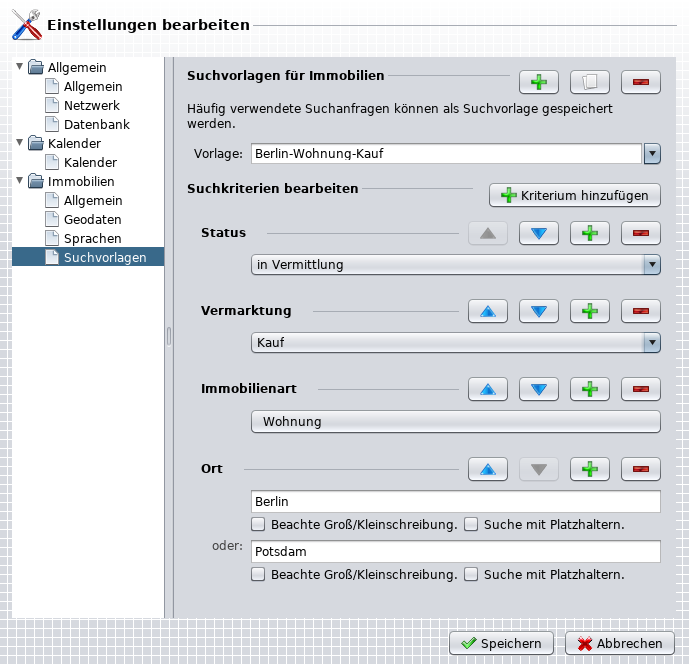 Einstellungen bearbeiten
Allgemein
Allgemein
Netzwerk
Datenbank
Kalender
Kalender
Immobilien
Allgemein
Geodaten
Sprachen
Suchvorlagen
Suchvorlagen für Immobilien
Häufig verwendete Suchanfragen können als Suchvorlage gespeichert
werden.
Vorlage: Berlin-Wohnung-Kauf
Suchkriterien bearbeiten
Kriterium hinzufügen
Status
in Vermittlung
Vermarktung
Kauf
Immobilienart
Wohnung
Ort
Berlin
Beachte Groß/Kleinschreibung. Suche mit Platzhaltern.
oder: Potsdam
Beachte Groß/Kleinschreibung. Suche mit Platzhaltern.
Speichern Abbrechen